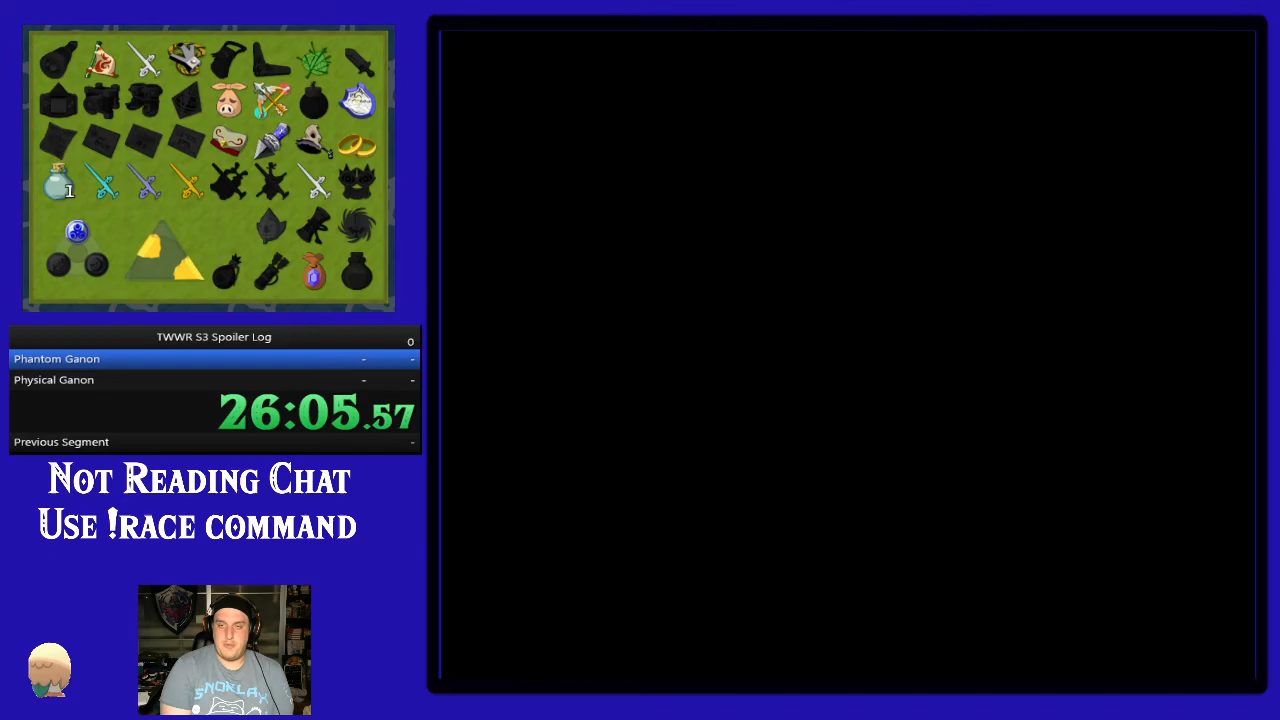 1
TWWR S3 Spoiler Log
0
Phantom Ganon - -
Physical Ganon - -
26:05.57
Previous Segment -
Not Reading Chat
Use !race command
SNORLAX